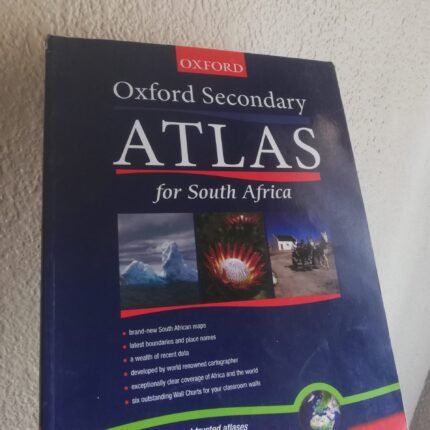 OXFORD
Oxford Secondary
ATLAS
for South Africa
• brand-new South African maps
• latest boundaries and place names
• a wealth of recent data
• developed by world renowned cartographer
• exceptionally clear coverage of Africa and the world
• six outstanding Wall Charts for your classroom walls
trusted atlases